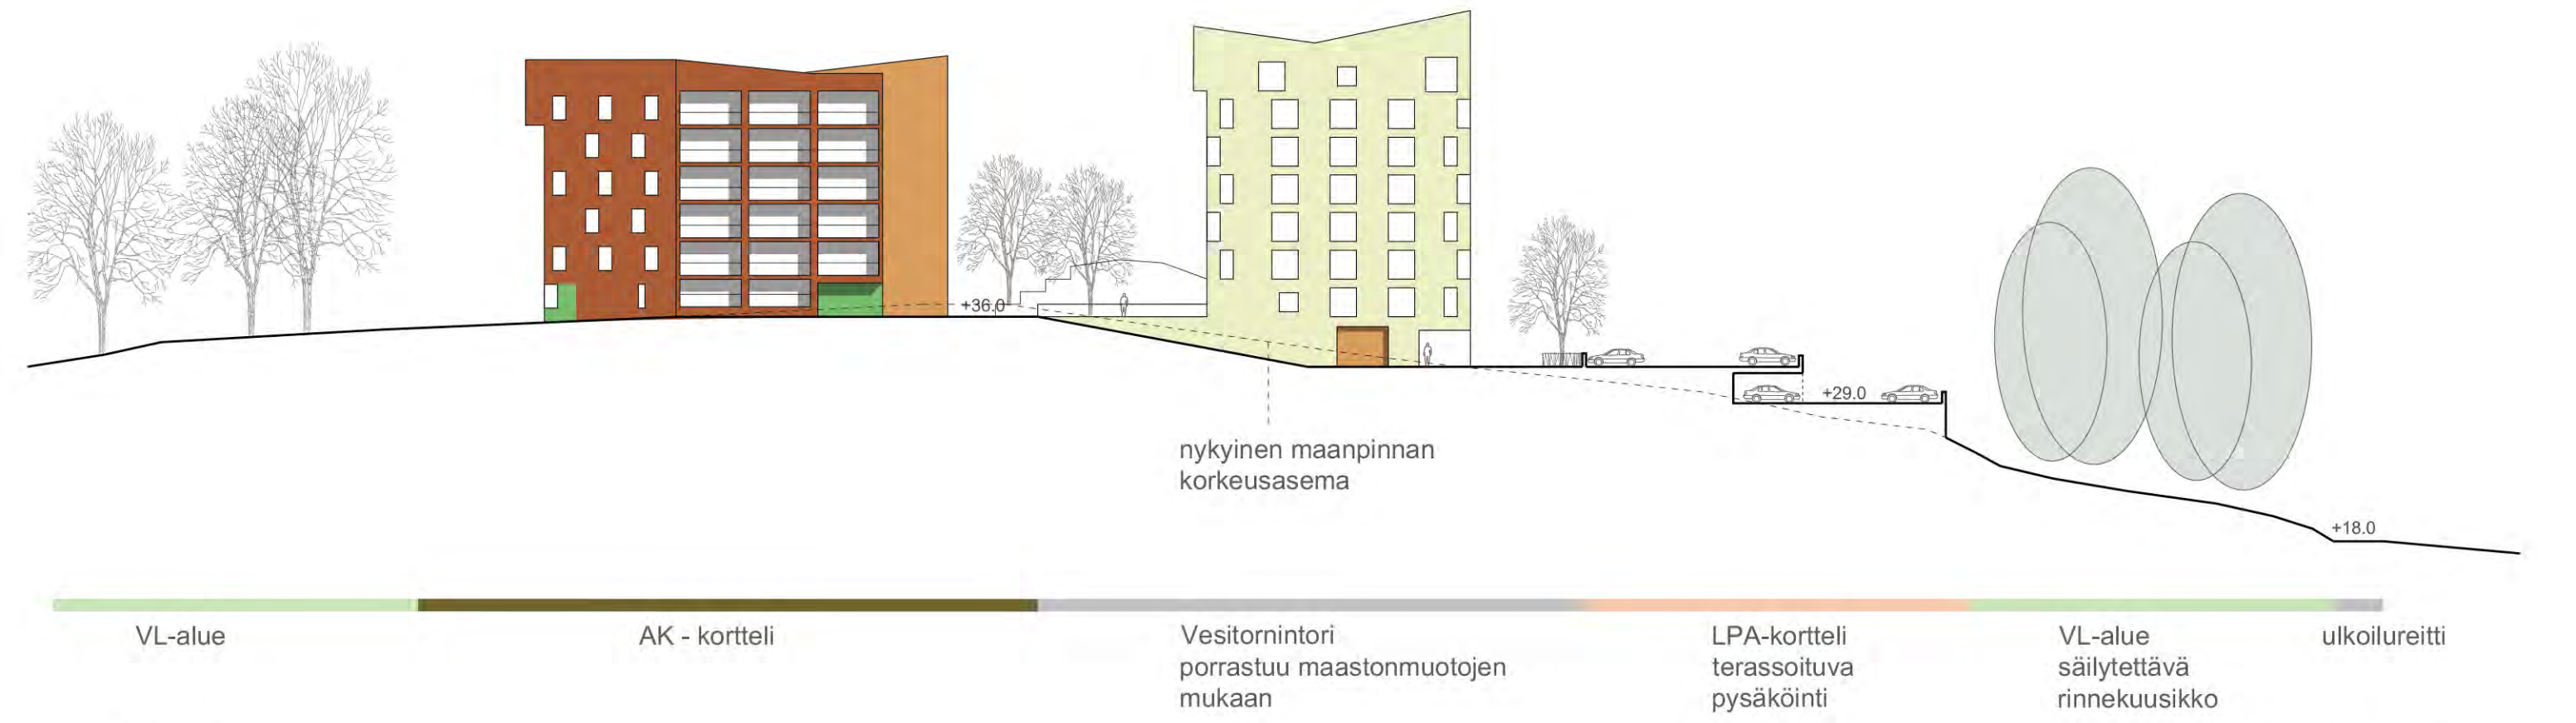 +36.0
+29.0
nykyinen maanpinnan
korkeusasema
+18.0
VL-alue
AK - kortteli
Vesitornintori
porrastuu maastonmuotojen
mukaan
LPA-kortteli
terassoituva
pysäköinti
VL-alue
säilytettävä
rinnekuusikko
ulkoilureitti